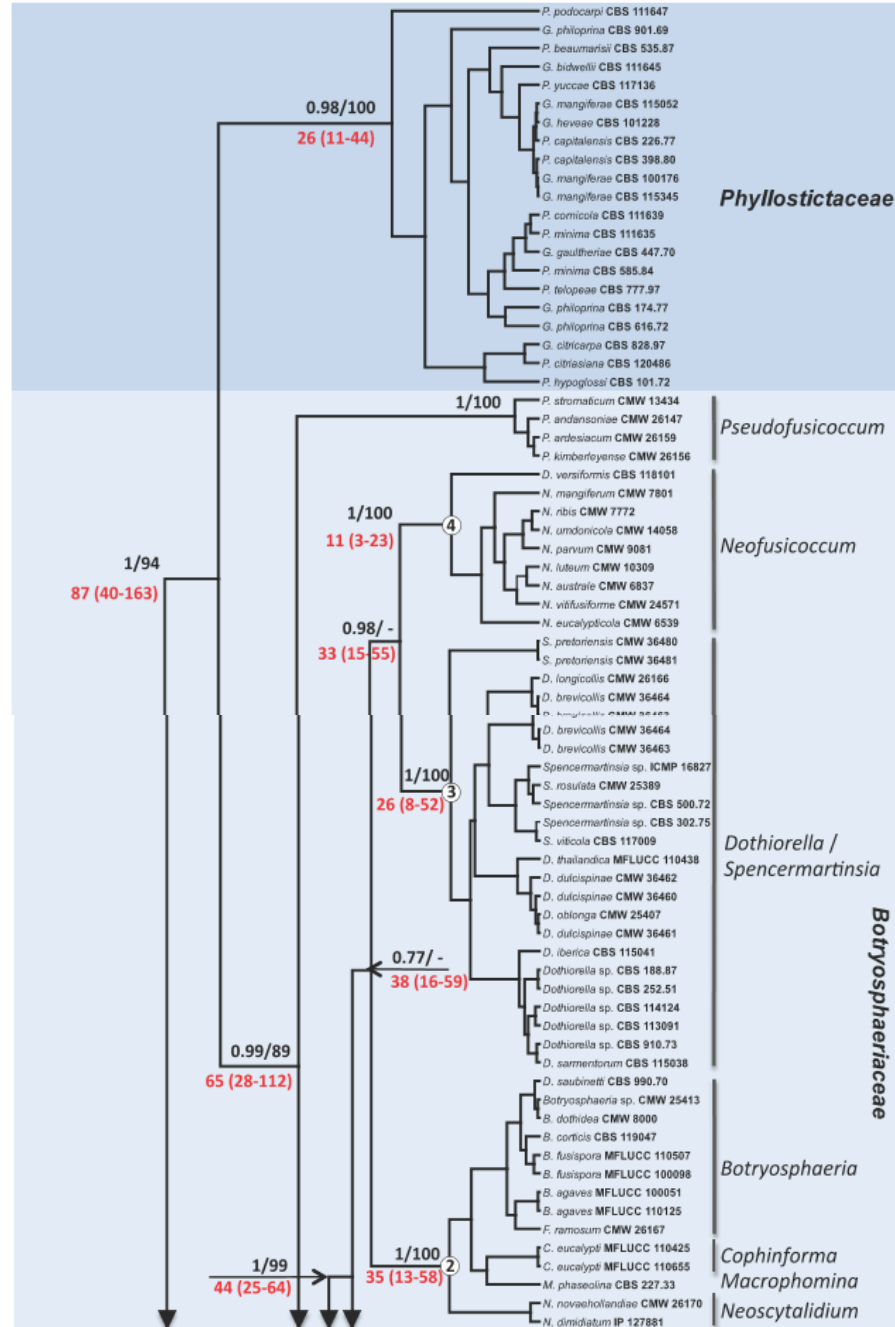 P. podocarpi CBS 111647
G. philoprina CBS 901.69
P. beaumarisii CBS 535.87
G. bidwellii CBS 111645
P. yuccae CBS 117136
0.98/100
G. mangiferae CBS 115052
26 (11-44)
G. heveae CBS 101228
P. capitalensis CBS 226.77
P. capitalensis CBS 398.80
G. mangiferae CBS 100176
G. mangiferae CBS 115345
Phyllostictaceae
P. cornicola CBS 111639
P. minima CBS 111635
G. gaultheriae CBS 447.70
P. minima CBS 585.84
P. telopeae CBS 777.97
G. philoprina CBS 174.77
G. philoprina CBS 616.72
G. citricarpa CBS 828.97
P. citriasiana CBS 120486
P. hypoglossi CBS 101.72
1/100
P. stromaticum CMW 13434
P. andansoniae CMW 26147
Pseudofusicoccum
P. ardesiacum CMW 26159
P. kimberleyense CMW 26156
D. versiformis CBS 118101
N. mangiferum CMW 7801
1/100
N. ribis CMW 7772
4
N. umdonicola CMW 14058
11 (3-23)
N. parvum CMW 9081
Neofusicoccum
1/94
N. luteum CMW 10309
87 (40-163)
N. australe CMW 6837
N. vitifusiforme CMW 24571
N. eucalypticola CMW 6539
0.98/ -
33 (15-55)
S. pretoriensis CMW 36480
S. pretoriensis CMW 36481
D. longicollis CMW 26166
D. brevicollis CMW 36464
D. brevicollis CMW 36464
D. brevicollis CMW 36463
1/100
3
26 (8-52)
Spencermartinsia sp. ICMP 16827
S. rosulata CMW 25389
Spencermartinsia sp. CBS 500.72
Spencermartinsia sp. CBS 302.75
S. viticola CBS 117009
Dothiorella /
Spencermartinsia
D. thailandica MFLUCC 110438
D. dulcispinae CMW 36462
D. dulcispinae CMW 36460
D. oblonga CMW 25407
D. dulcispinae CMW 36461
Botryosphaeriaceae
0.77/ -
38 (16-59)
D. iberica CBS 115041
Dothiorella sp. CBS 188.87
Dothiorella sp. CBS 252.51
Dothiorella sp. CBS 114124
Dothiorella sp. CBS 113091
0.99/89
65 (28-112)
Dothiorella sp. CBS 910.73
D. sarmentorum CBS 115038
D. saubinetti CBS 990.70
Botryosphaeria sp. CMW 25413
B. dothidea CMW 8000
B. corticis CBS 119047
B. fusispora MFLUCC 110507
Botryosphaeria
B. fusispora MFLUCC 100098
B. agaves MFLUCC 100051
B. agaves MFLUCC 110125
F. ramosum CMW 26167
1/99
44 (25-64)
1/100
2
35 (13-58)
C. eucalypti MFLUCC 110425
Cophinforma
C. eucalypti MFLUCC 110655
M. phaseolina CBS 227.33
Macrophomina
N. novaehollandiae CMW 26170
Neoscytalidium
N. dimidiatum IP 127881